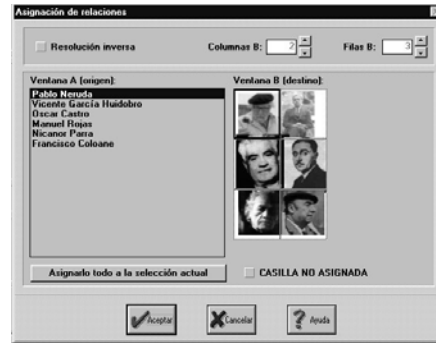 Asignación de relaciones
Resolución inversa
Columnas B: 2
Filas B: 3
Ventana A (origen):
Ventana B (destino):
Pablo Neruda
Vicente García Huidobro
Oscar Castro
Manuel Rojas
Nicanor Parra
Francisco Coloane
Asignarlo todo a la selección actual
CASILLA NO ASIGNADA
Aceptar
Cancelar
Ayuda